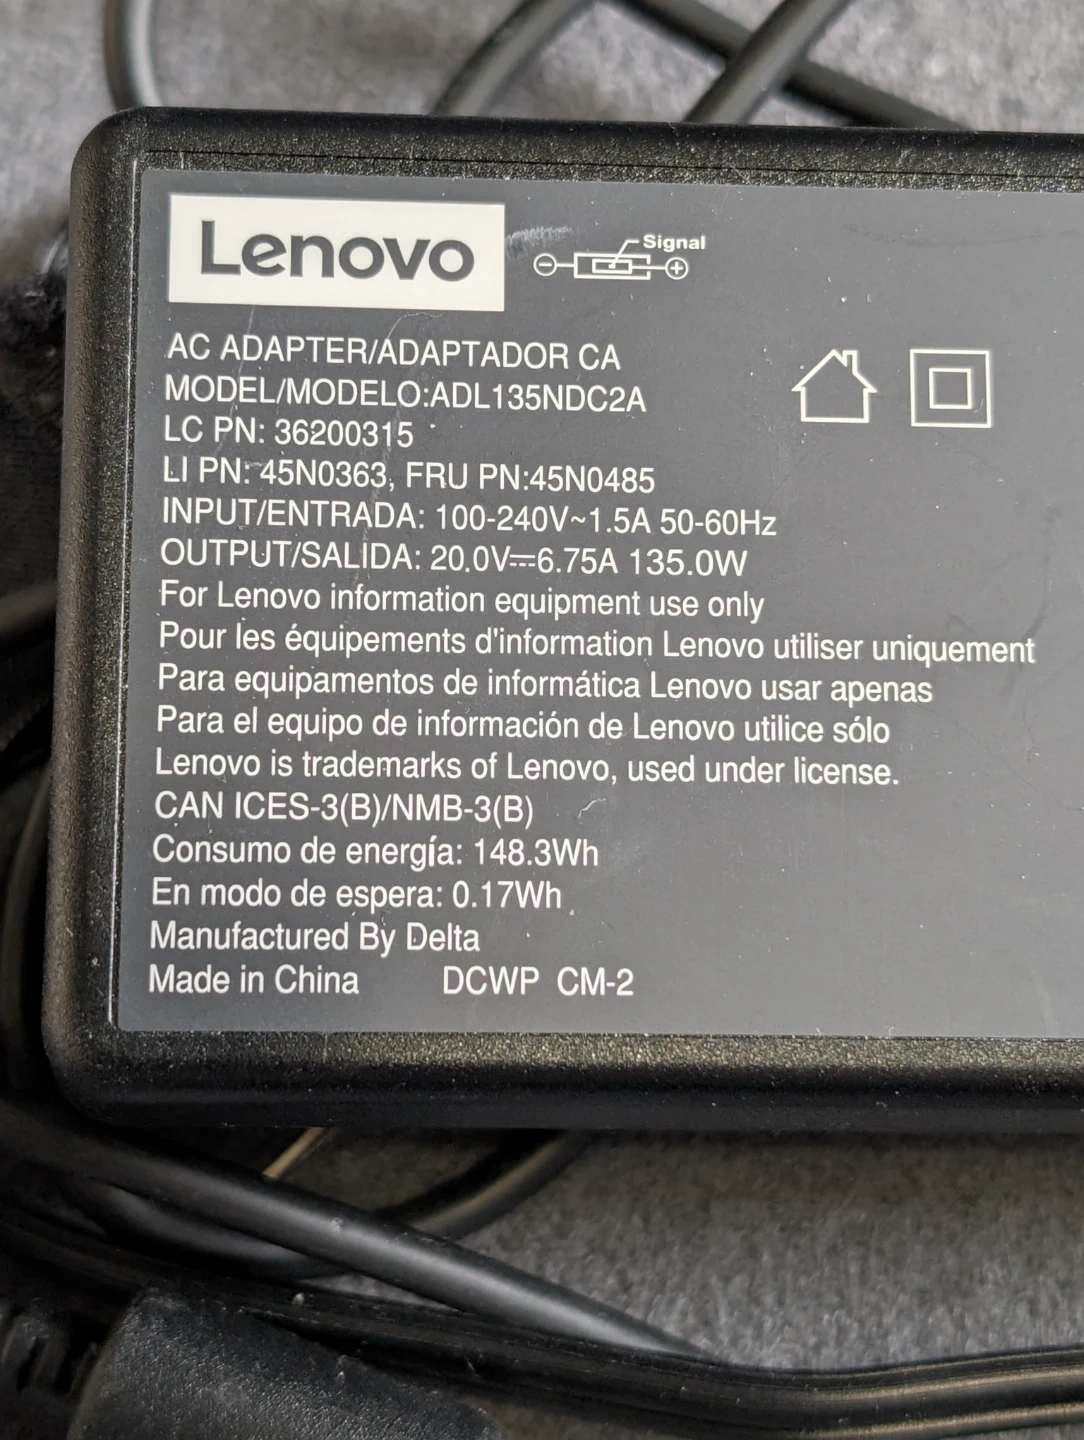 Lenovo
Signal
AC ADAPTER/ADAPTADOR CA
MODEL/MODELO:ADL135NDC2A
LC PN: 36200315
LI PN: 45N0363, FRU PN:45N0485
INPUT/ENTRADA: 100-240V~1.5A 50-60Hz
OUTPUT/SALIDA: 20.0V⎓6.75A 135.0W
For Lenovo information equipment use only
Pour les équipements d'information Lenovo utiliser uniquement
Para equipamentos de informática Lenovo usar apenas
Para el equipo de información de Lenovo utilice sólo
Lenovo is trademarks of Lenovo, used under license.
CAN ICES-3(B)/NMB-3(B)
Consumo de energía: 148.3Wh
En modo de espera: 0.17Wh
Manufactured By Delta
Made in China DCWP CM-2